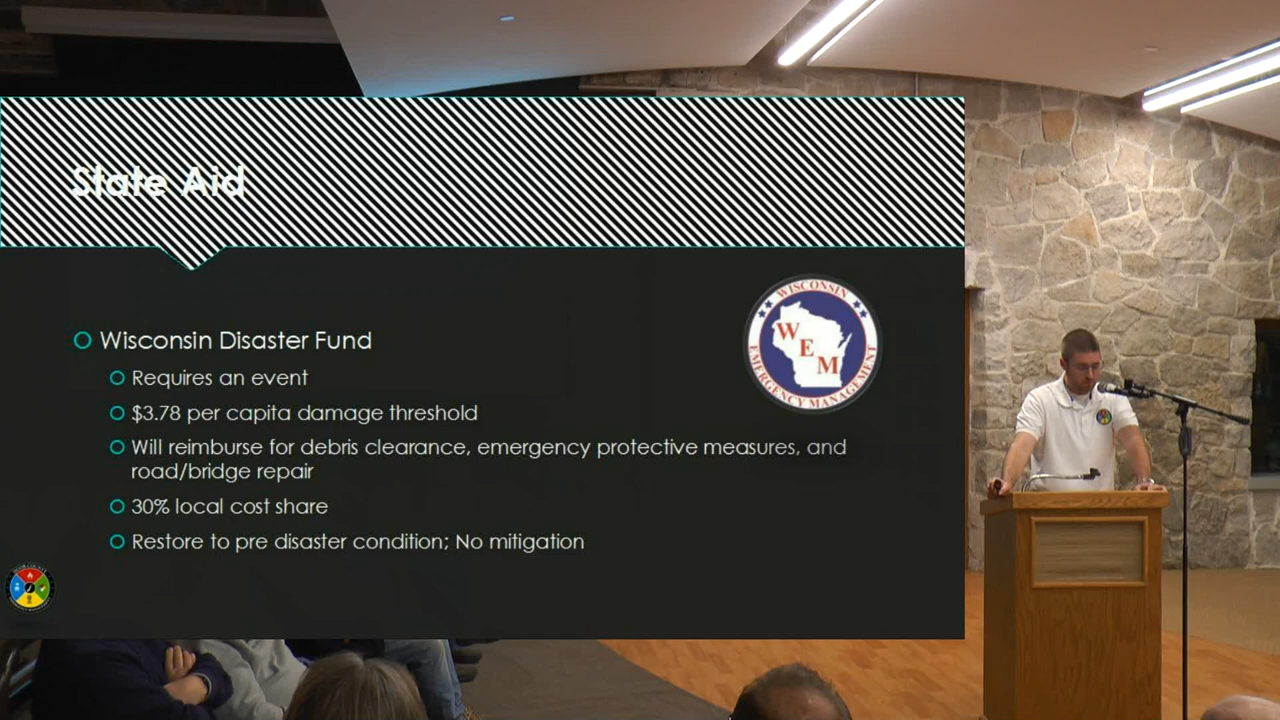 State Aid
Wisconsin Disaster Fund
Requires an event
$3.78 per capita damage threshold
Will reimburse for debris clearance, emergency protective measures, and
road/bridge repair
30% local cost share
Restore to pre disaster condition; No mitigation
WISCONSIN
WEM
EMERGENCY MANAGEMENT